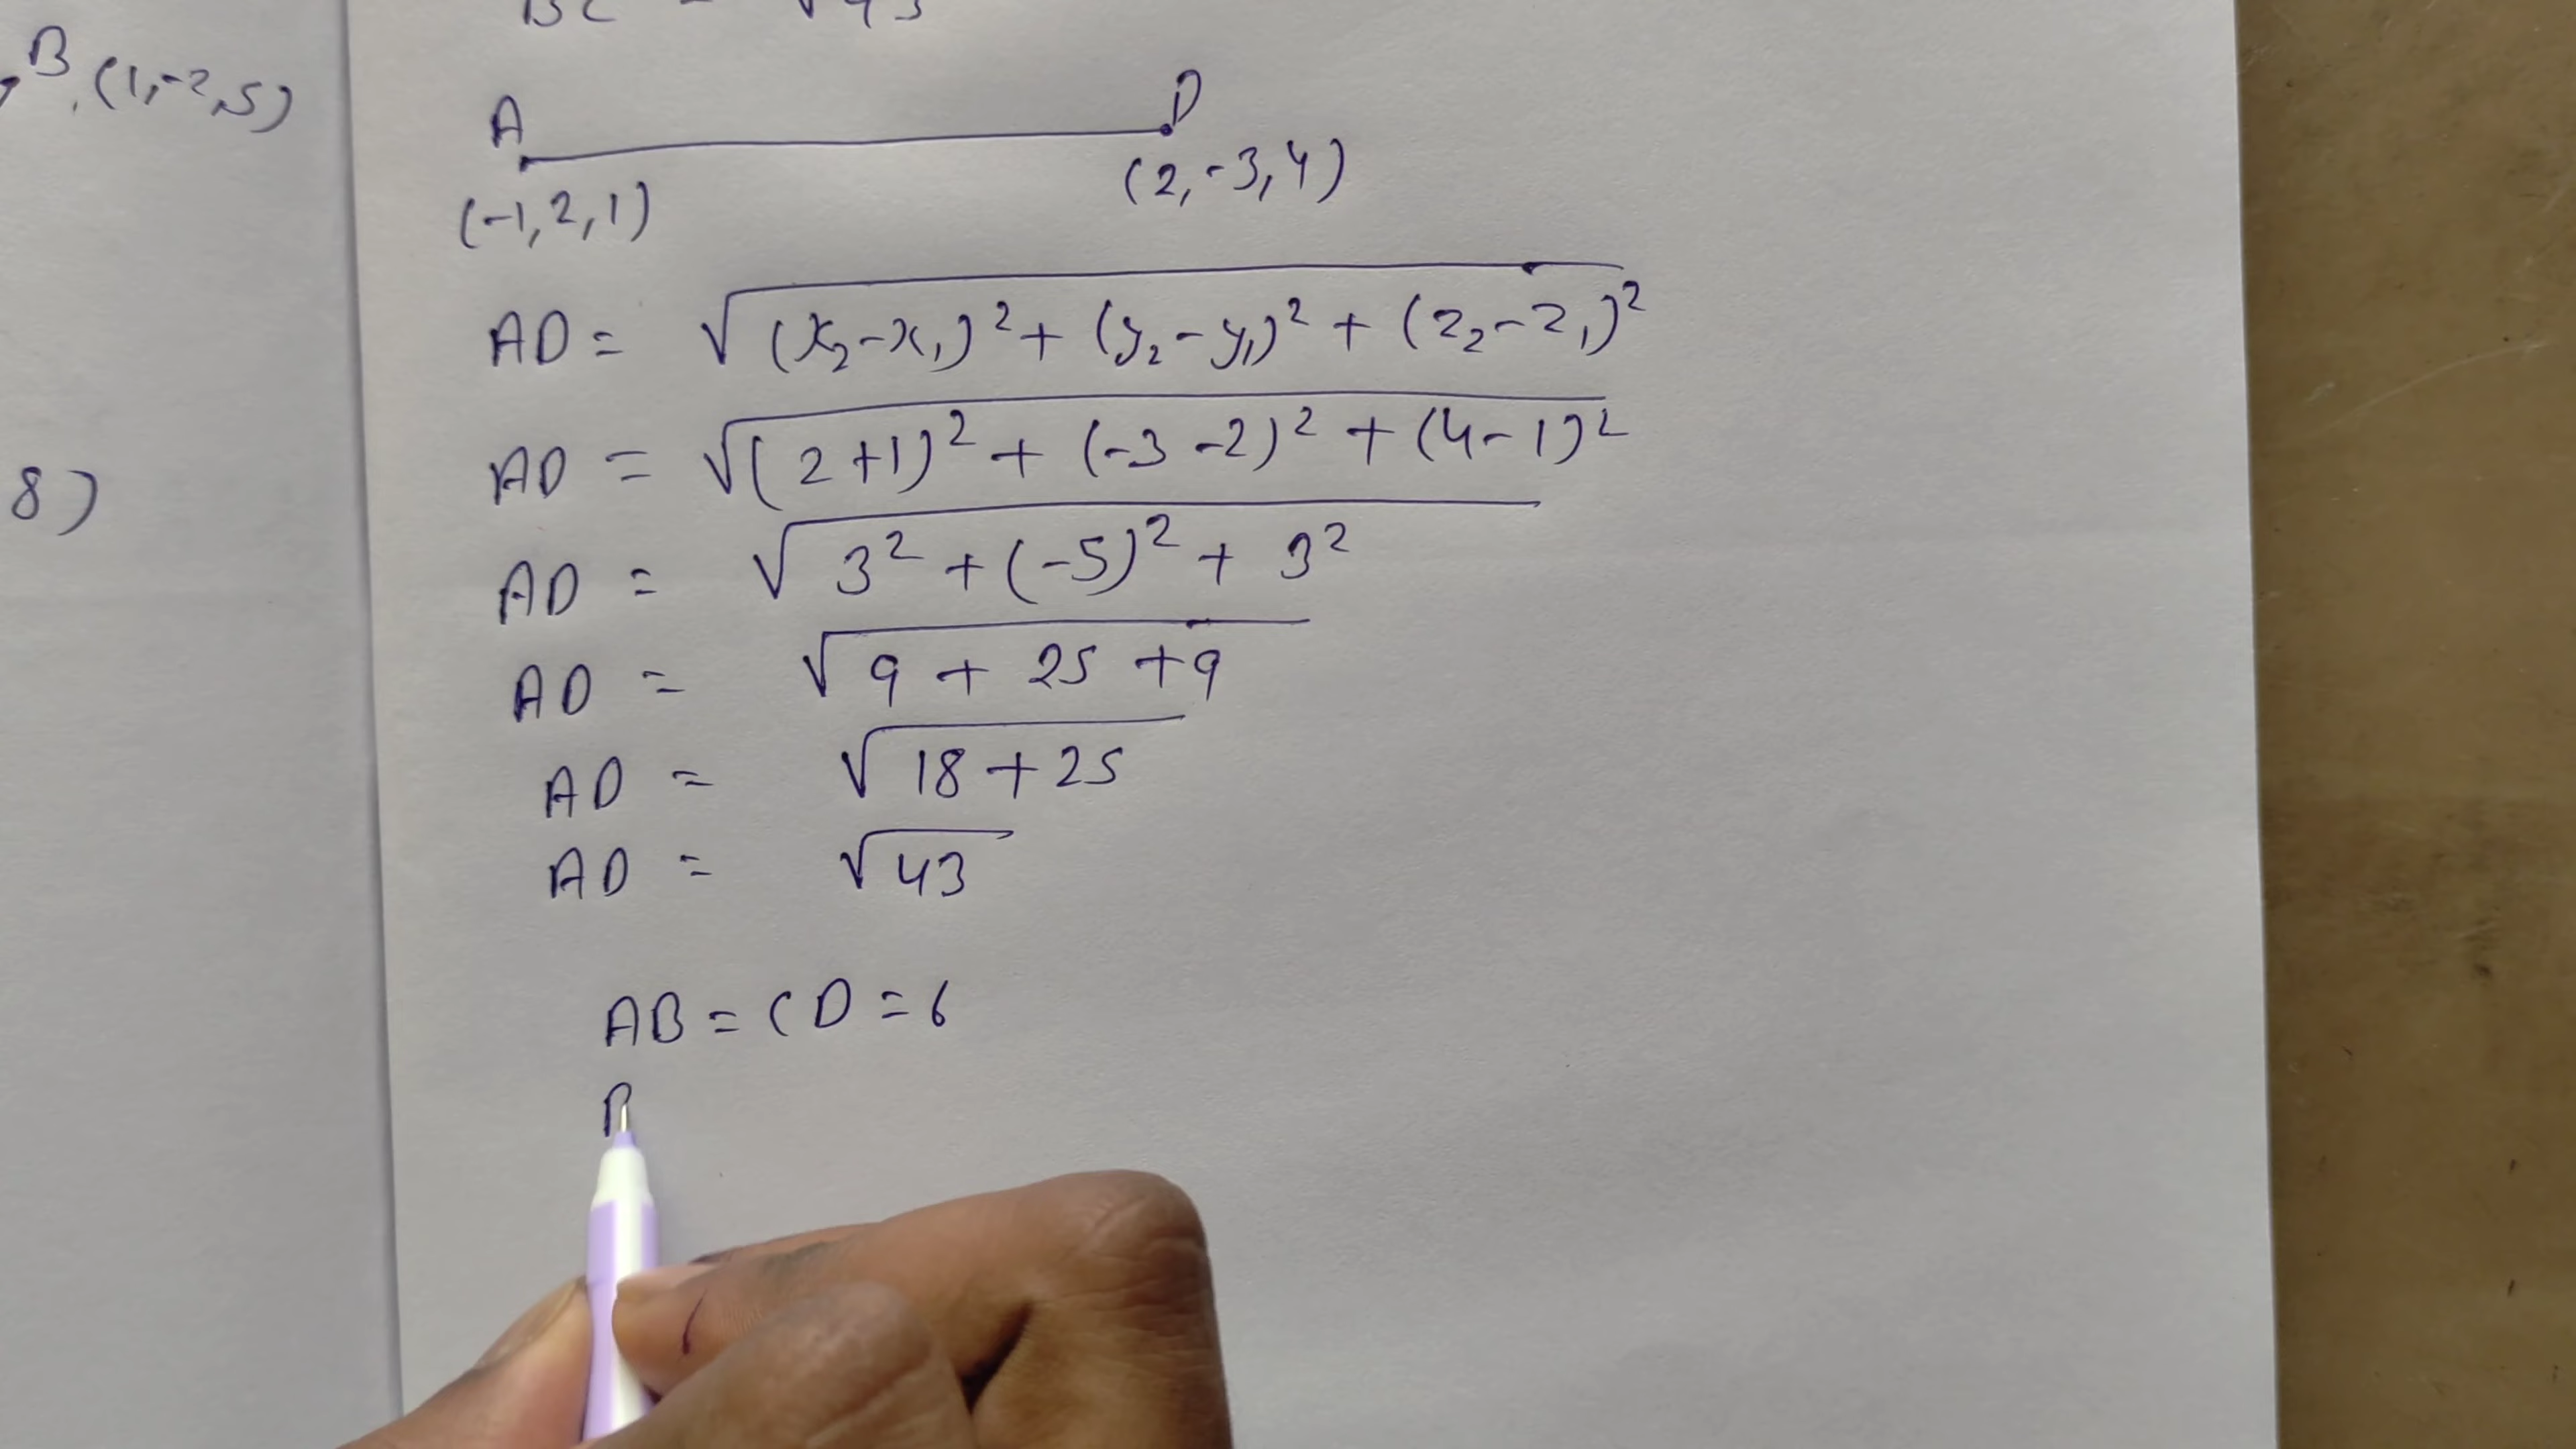 BC = √43
B (1,-2,5)
A
D
(-1,2,1)
(2,-3,4)
AD = √(x₂-x₁)² + (y₂-y₁)² + (z₂-z₁)²
AD = √(2+1)² + (-3-2)² + (4-1)²
AD = √3² + (-5)² + 3²
8)
AD = √9 + 25 + 9
AD = √18 + 25
AD = √43
AB = CD = 6